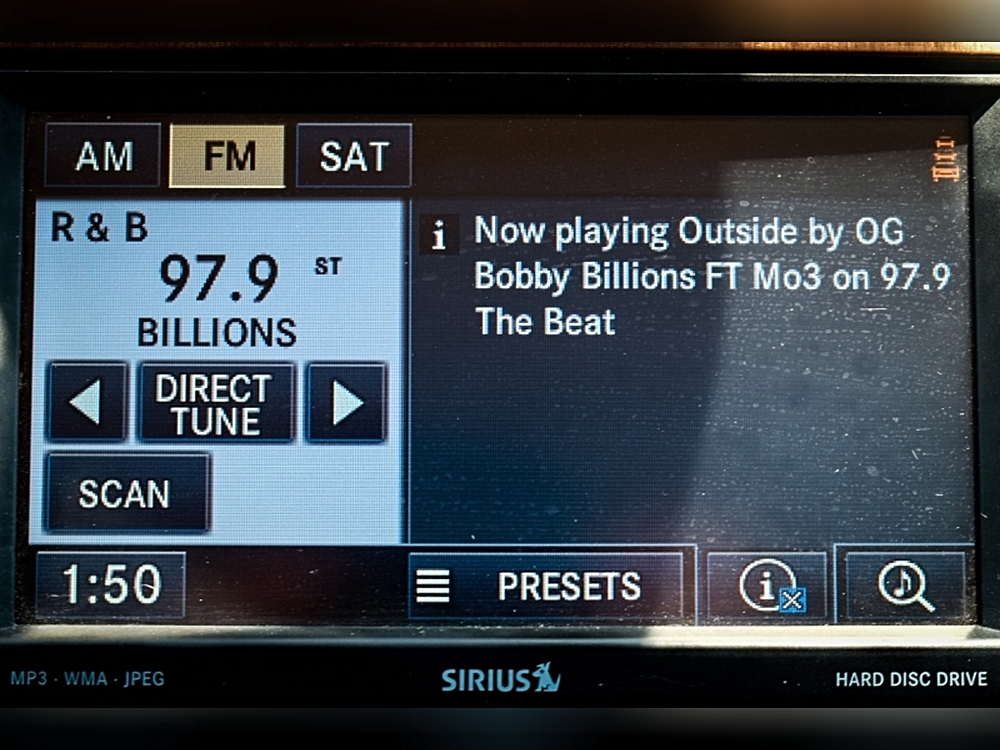 AM FM SAT
R & B
97.9 ST
BILLIONS
DIRECT
TUNE
SCAN
i Now playing Outside by OG
Bobby Billions FT Mo3 on 97.9
The Beat
1:50 PRESETS i
MP3 · WMA · JPEG SIRIUS HARD DISC DRIVE